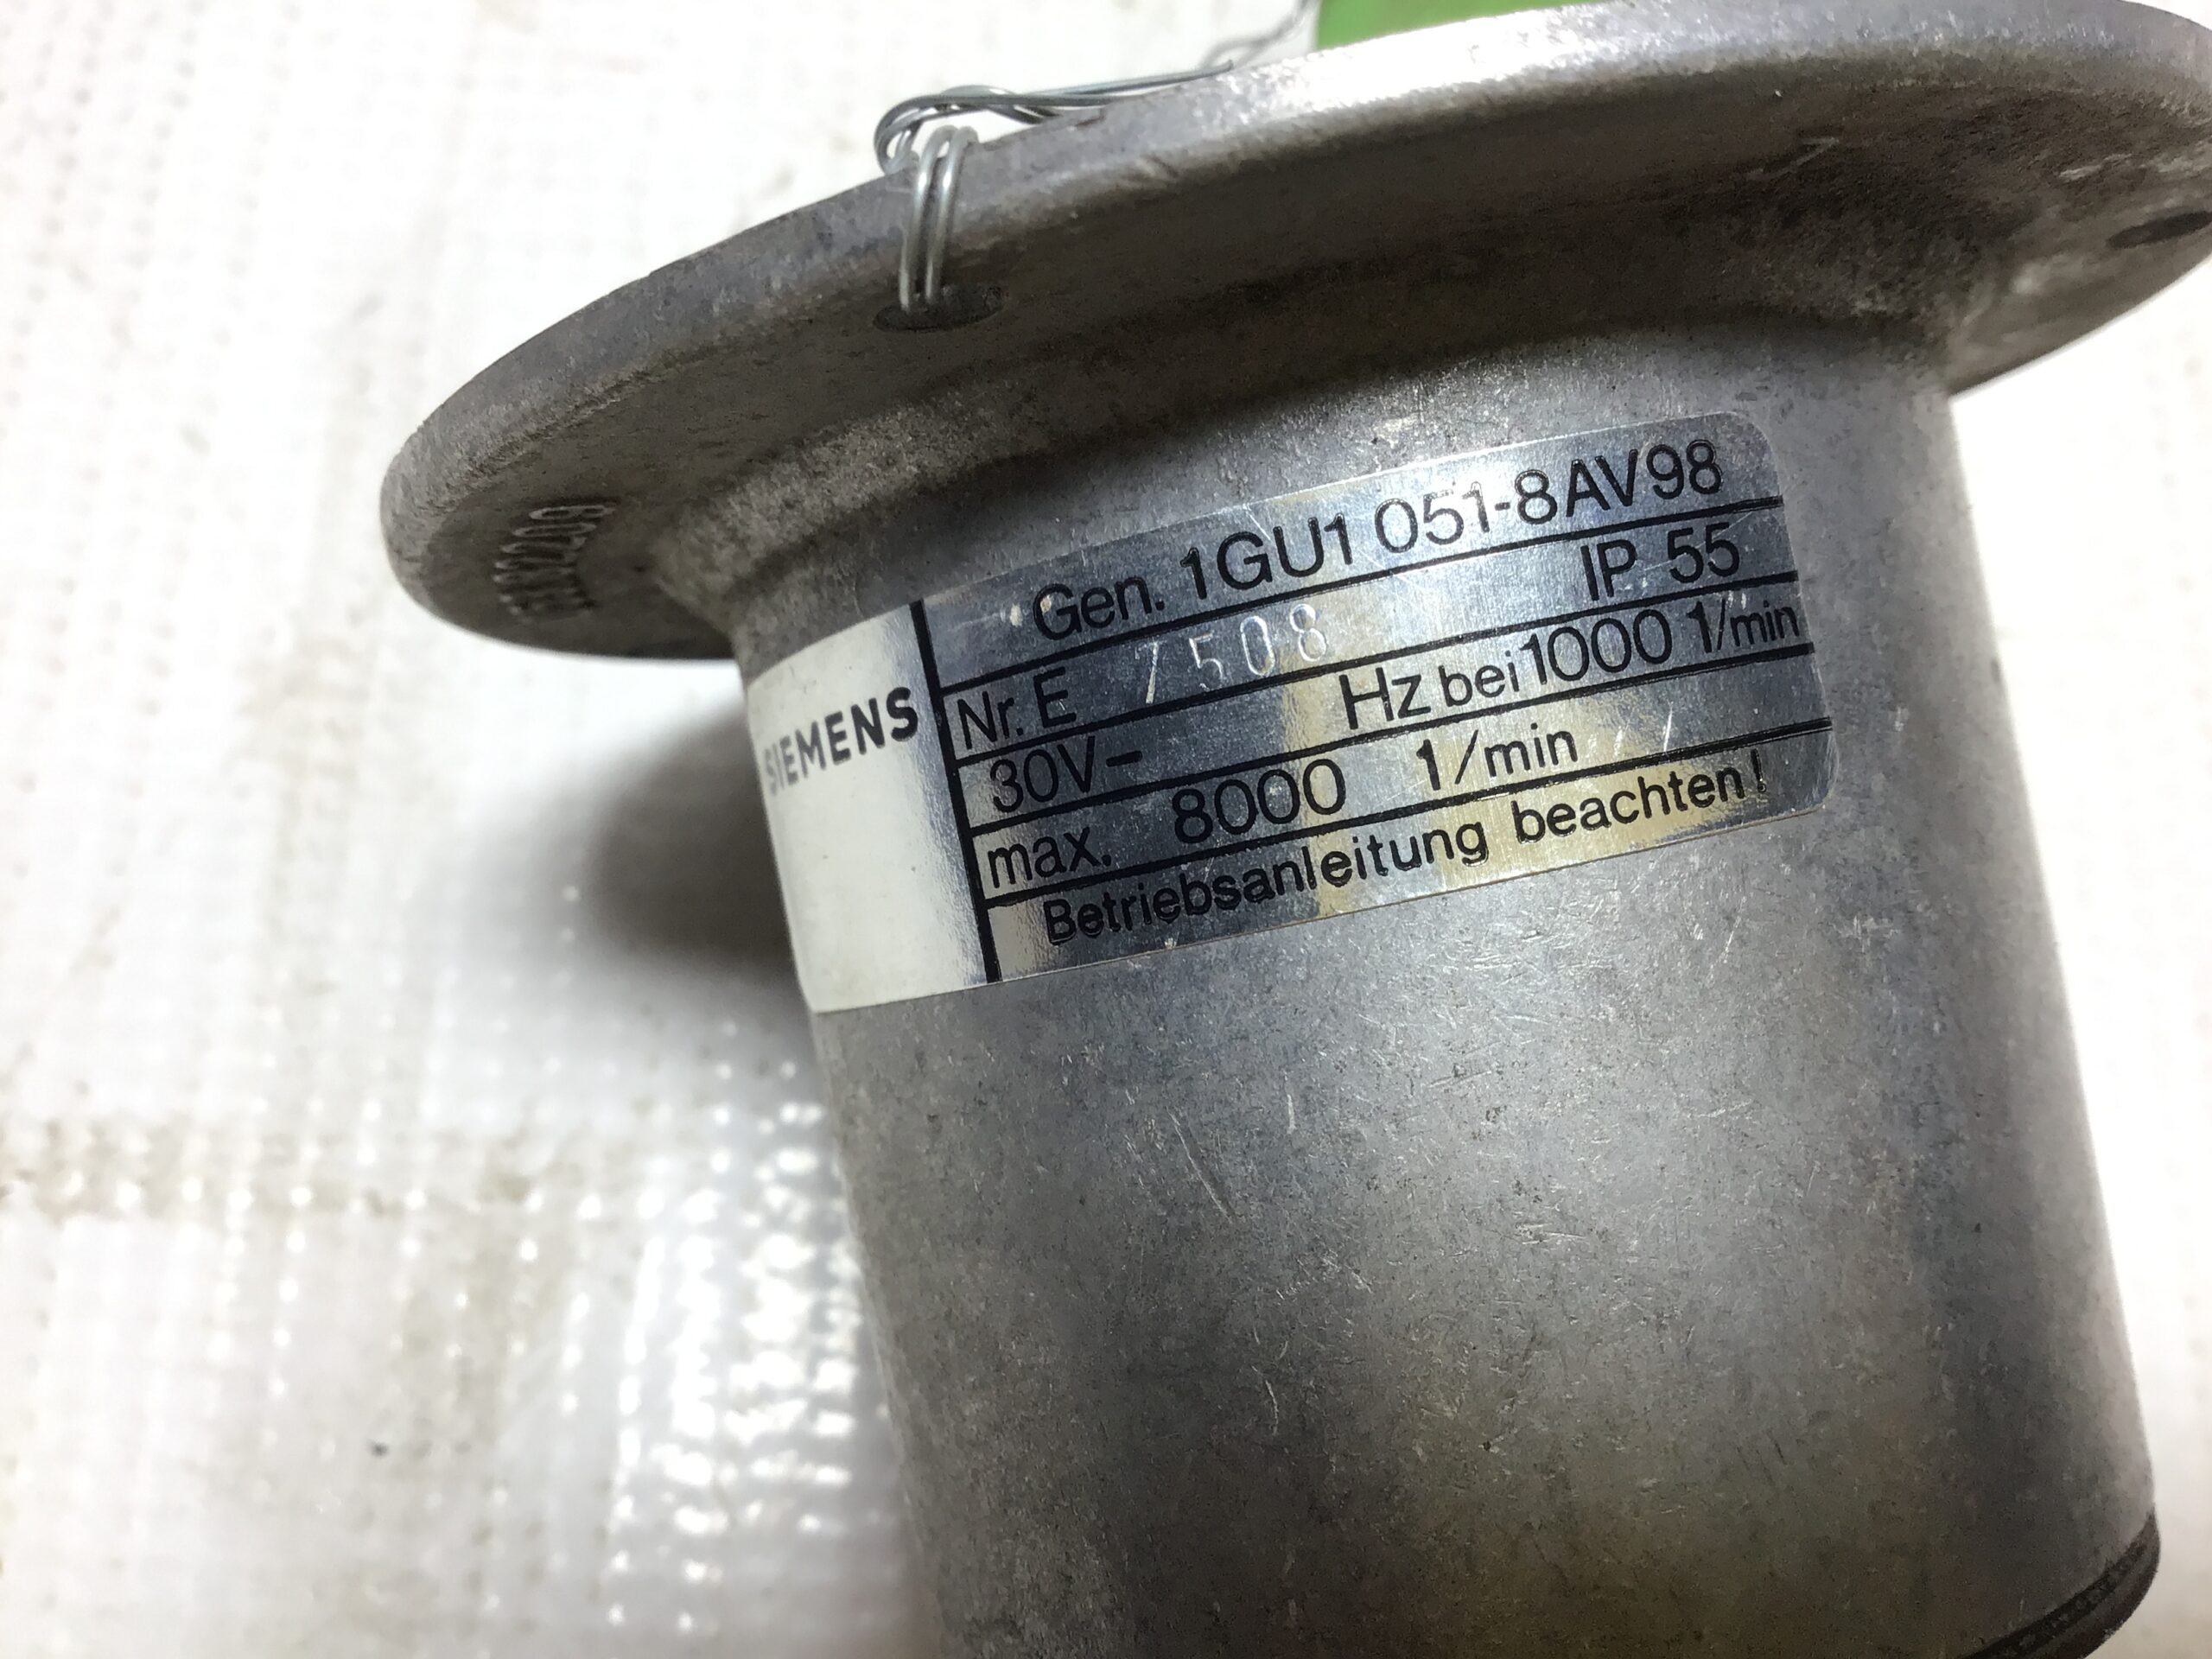 SIEMENS
Gen. 1GU1 051-8AV98
Nr. E 7508 IP 55
30V- Hz bei 1000 1/min
max. 8000 1/min
Betriebsanleitung beachten!